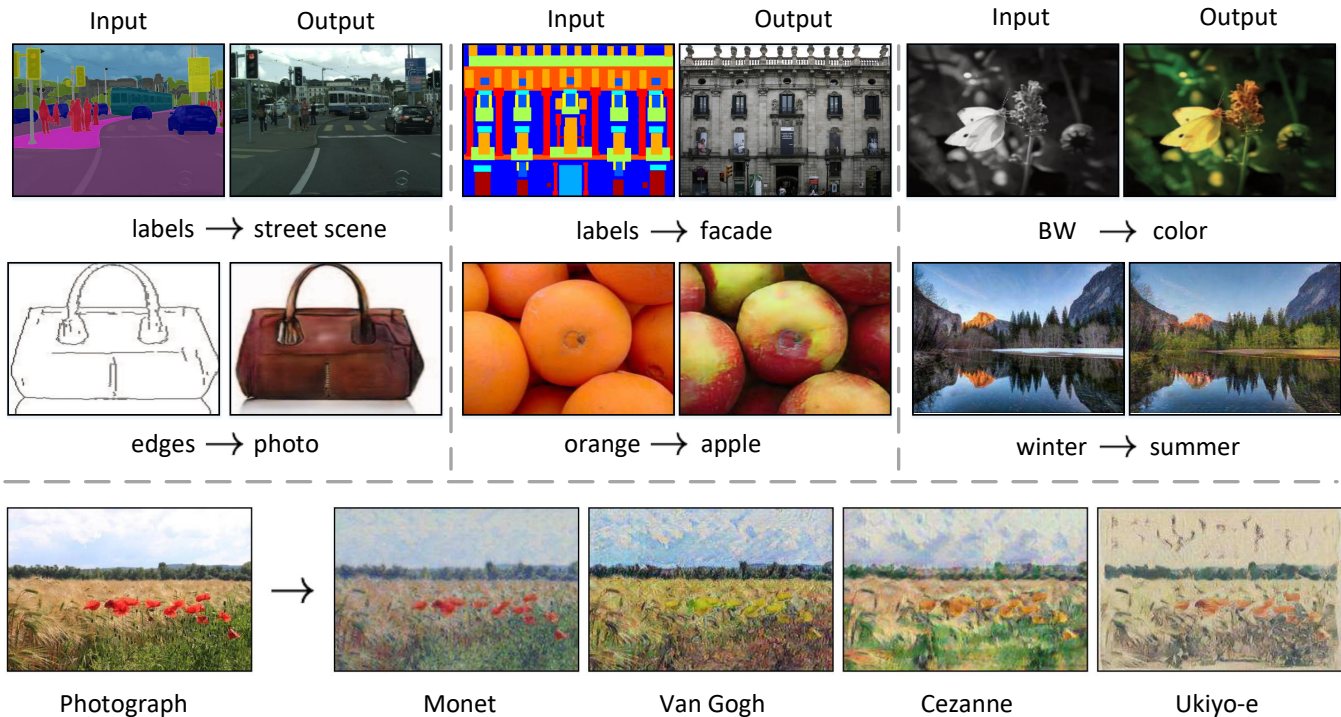 Input Output Input Output Input Output
labels → street scene labels → facade BW → color
edges → photo orange → apple winter → summer
→
Photograph Monet Van Gogh Cezanne Ukiyo-e